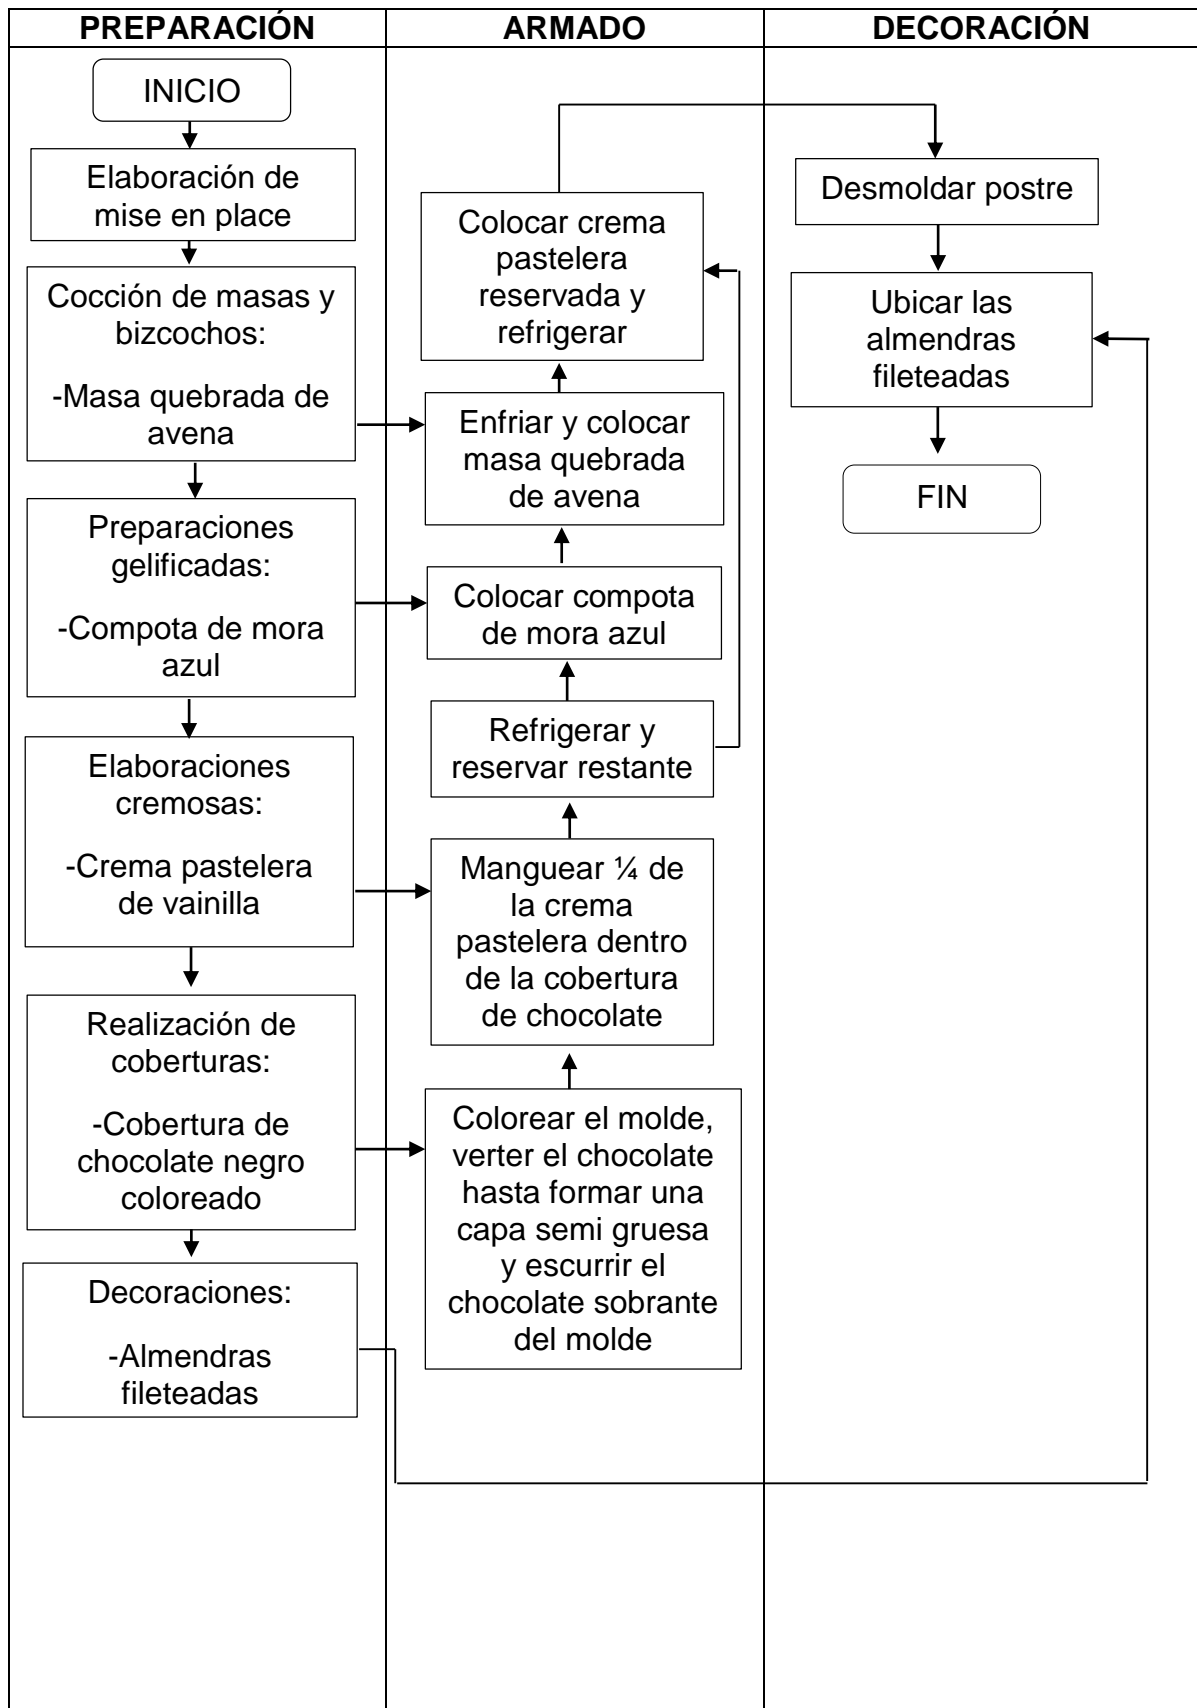 PREPARACIÓN
ARMADO
DECORACIÓN
INICIO
Elaboración de
mise en place
Cocción de masas y
bizcochos:
-Masa quebrada de
avena
Preparaciones
gelificadas:
-Compota de mora
azul
Elaboraciones
cremosas:
-Crema pastelera
de vainilla
Realización de
coberturas:
-Cobertura de
chocolate negro
coloreado
Decoraciones:
-Almendras
fileteadas
Colocar crema
pastelera
reservada y
refrigerar
Enfriar y colocar
masa quebrada
de avena
Colocar compota
de mora azul
Refrigerar y
reservar restante
Manguear ¼ de
la crema
pastelera dentro
de la cobertura
de chocolate
Colorear el molde,
verter el chocolate
hasta formar una
capa semi gruesa
y escurrir el
chocolate sobrante
del molde
Desmoldar postre
Ubicar las
almendras
fileteadas
FIN